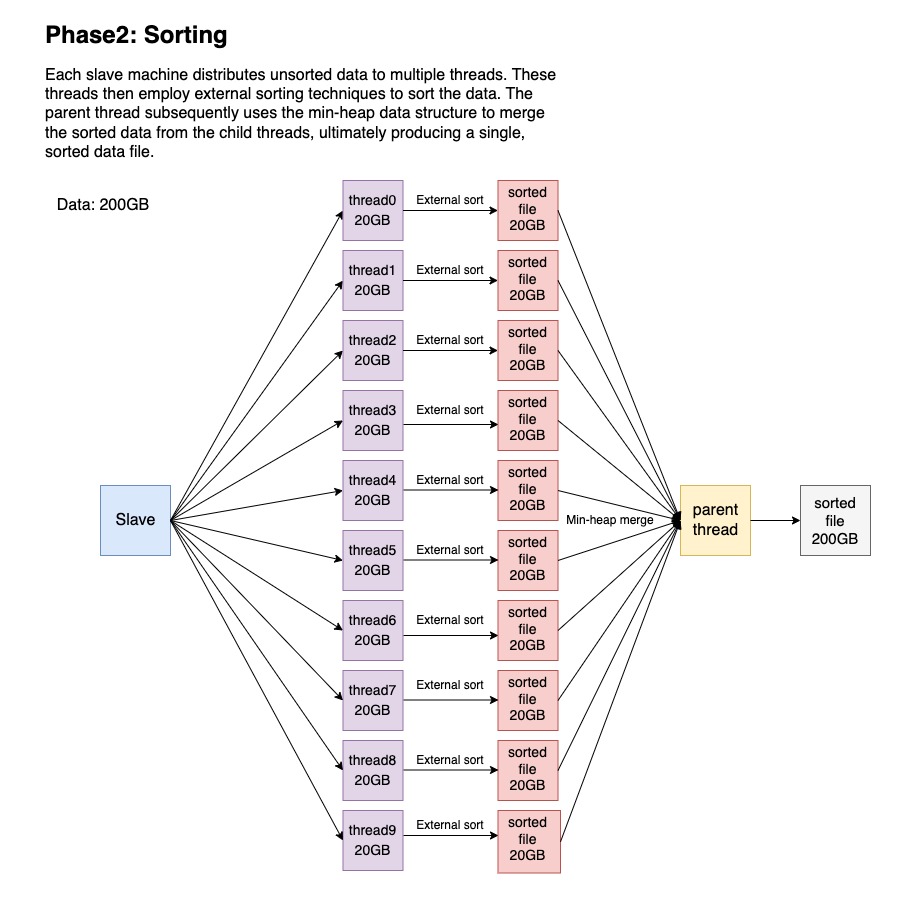 Phase2: Sorting
Each slave machine distributes unsorted data to multiple threads. These
threads then employ external sorting techniques to sort the data. The
parent thread subsequently uses the min-heap data structure to merge
the sorted data from the child threads, ultimately producing a single,
sorted data file.
Data: 200GB
thread0
20GB
External sort
sorted
file
20GB
thread1
20GB
External sort
sorted
file
20GB
thread2
20GB
External sort
sorted
file
20GB
thread3
20GB
External sort
sorted
file
20GB
thread4
20GB
External sort
sorted
file
20GB
Slave
Min-heap merge
parent
thread
sorted
file
200GB
thread5
20GB
External sort
sorted
file
20GB
thread6
20GB
External sort
sorted
file
20GB
thread7
20GB
External sort
sorted
file
20GB
thread8
20GB
External sort
sorted
file
20GB
thread9
20GB
External sort
sorted
file
20GB